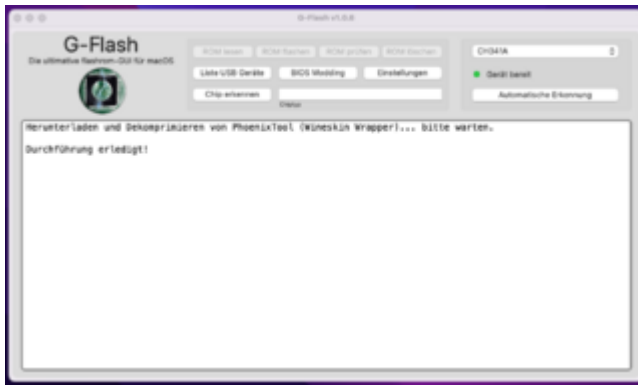 G-Flash v1.0.8
G-Flash
Die ultimative flashrom-GUI für macOS
ROM lesen
ROM flashen
ROM prüfen
ROM löschen
CH341A
Liste USB Geräte
BIOS Modding
Einstellungen
Gerät bereit
Chip erkennen
Status
Automatische Erkennung
Herunterladen und Dekomprimieren von PhoenixTool (Wineskin Wrapper)... bitte warten.
Durchführung erledigt!